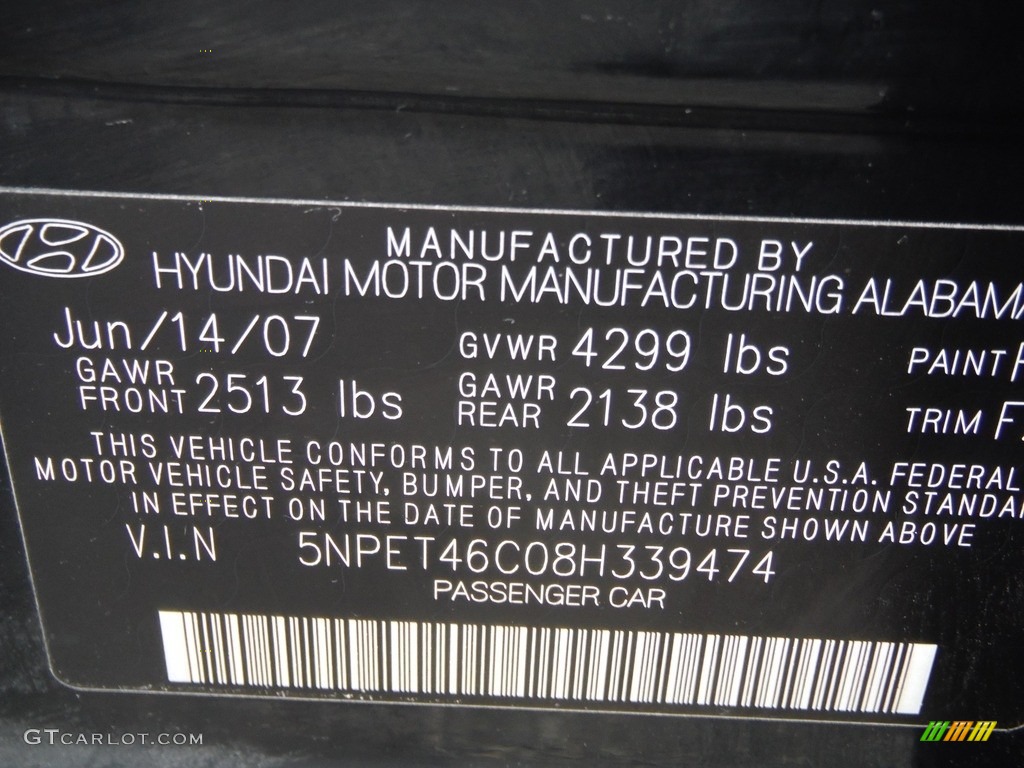 MANUFACTURED BY
HYUNDAI MOTOR MANUFACTURING ALABAMA
Jun/14/07 GVWR 4299 lbs PAINT
GAWR FRONT 2513 lbs GAWR REAR 2138 lbs TRIM
THIS VEHICLE CONFORMS TO ALL APPLICABLE U.S.A. FEDERAL
MOTOR VEHICLE SAFETY, BUMPER, AND THEFT PREVENTION STANDA
IN EFFECT ON THE DATE OF MANUFACTURE SHOWN ABOVE
V.I.N 5NPET46C08H339474
PASSENGER CAR
GTCARLOT.COM